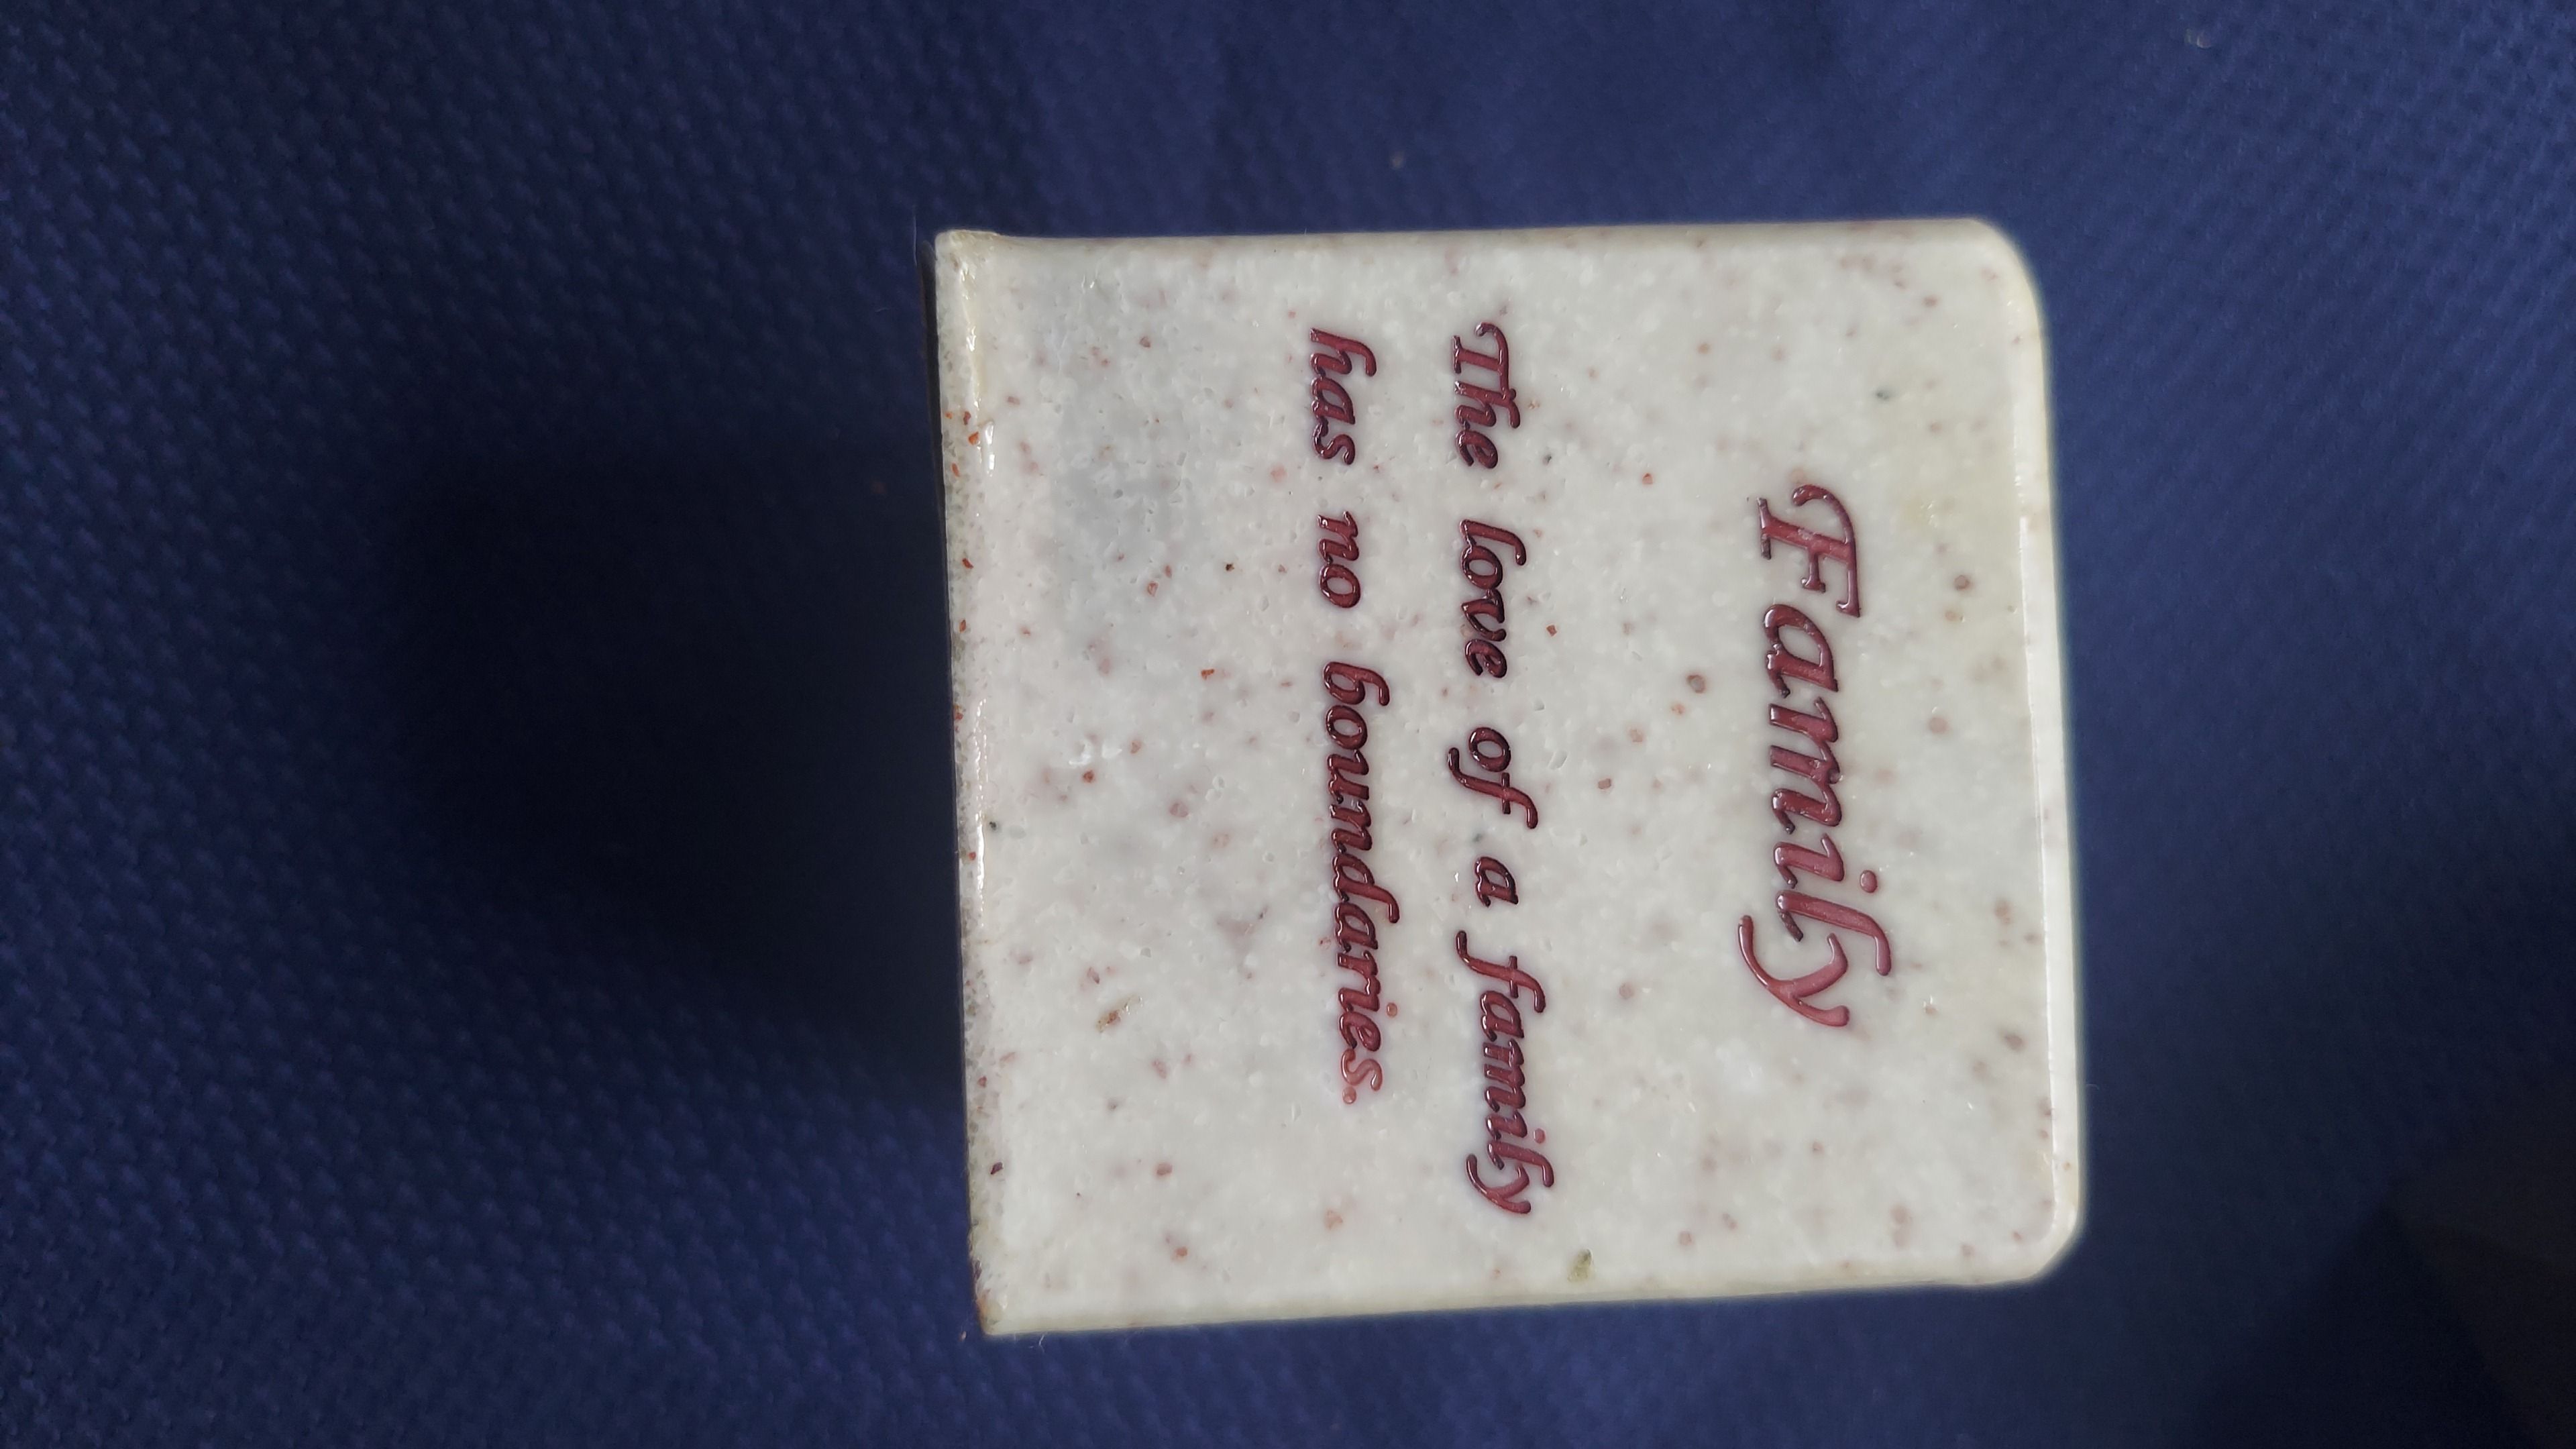 Family
The love of a family
has no boundaries.